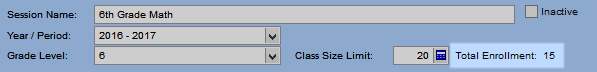 Session Name: 6th Grade Math Inactive
Year / Period: 2016 - 2017
Grade Level: 6 Class Size Limit: 20 Total Enrollment: 15